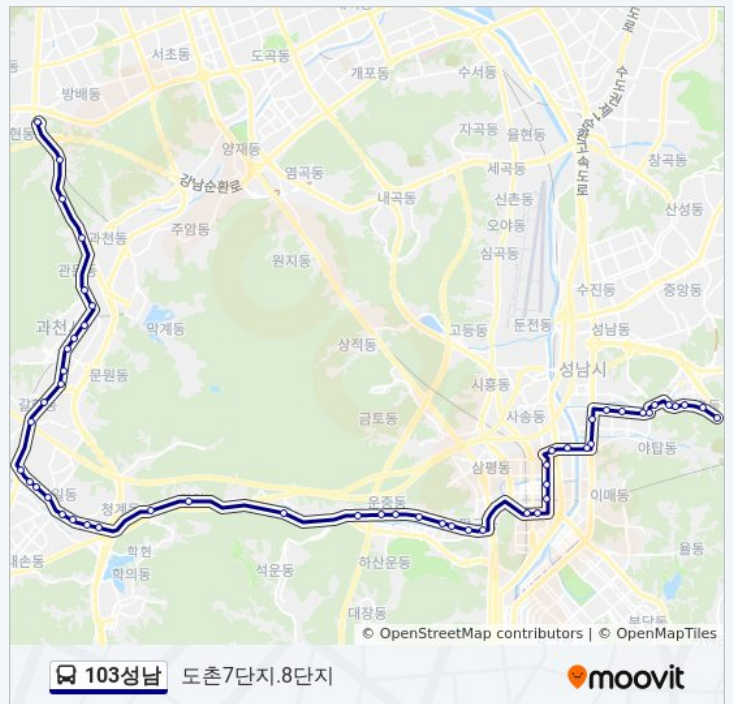 서초동
도곡동
개포동
수서동
방배동
현동
양재동
자곡동
율현동
강남순환로
염곡동
세곡동
창곡동
내곡동
신촌동
오야동
산성동
과천동
주암동
심곡동
원지동
수진동
중앙동
과천
막계동
상적동
고등동
둔전동
성남동
성남시
문원동
시흥동
금토동
사송동
야탑동
삼평동
일동
청계동
운중동
이매동
학현
학의동
내손동
석운동
하산운동
율동
대장동
분당동
© OpenStreetMap contributors | © OpenMapTiles
103성남 도촌7단지.8단지
moovit